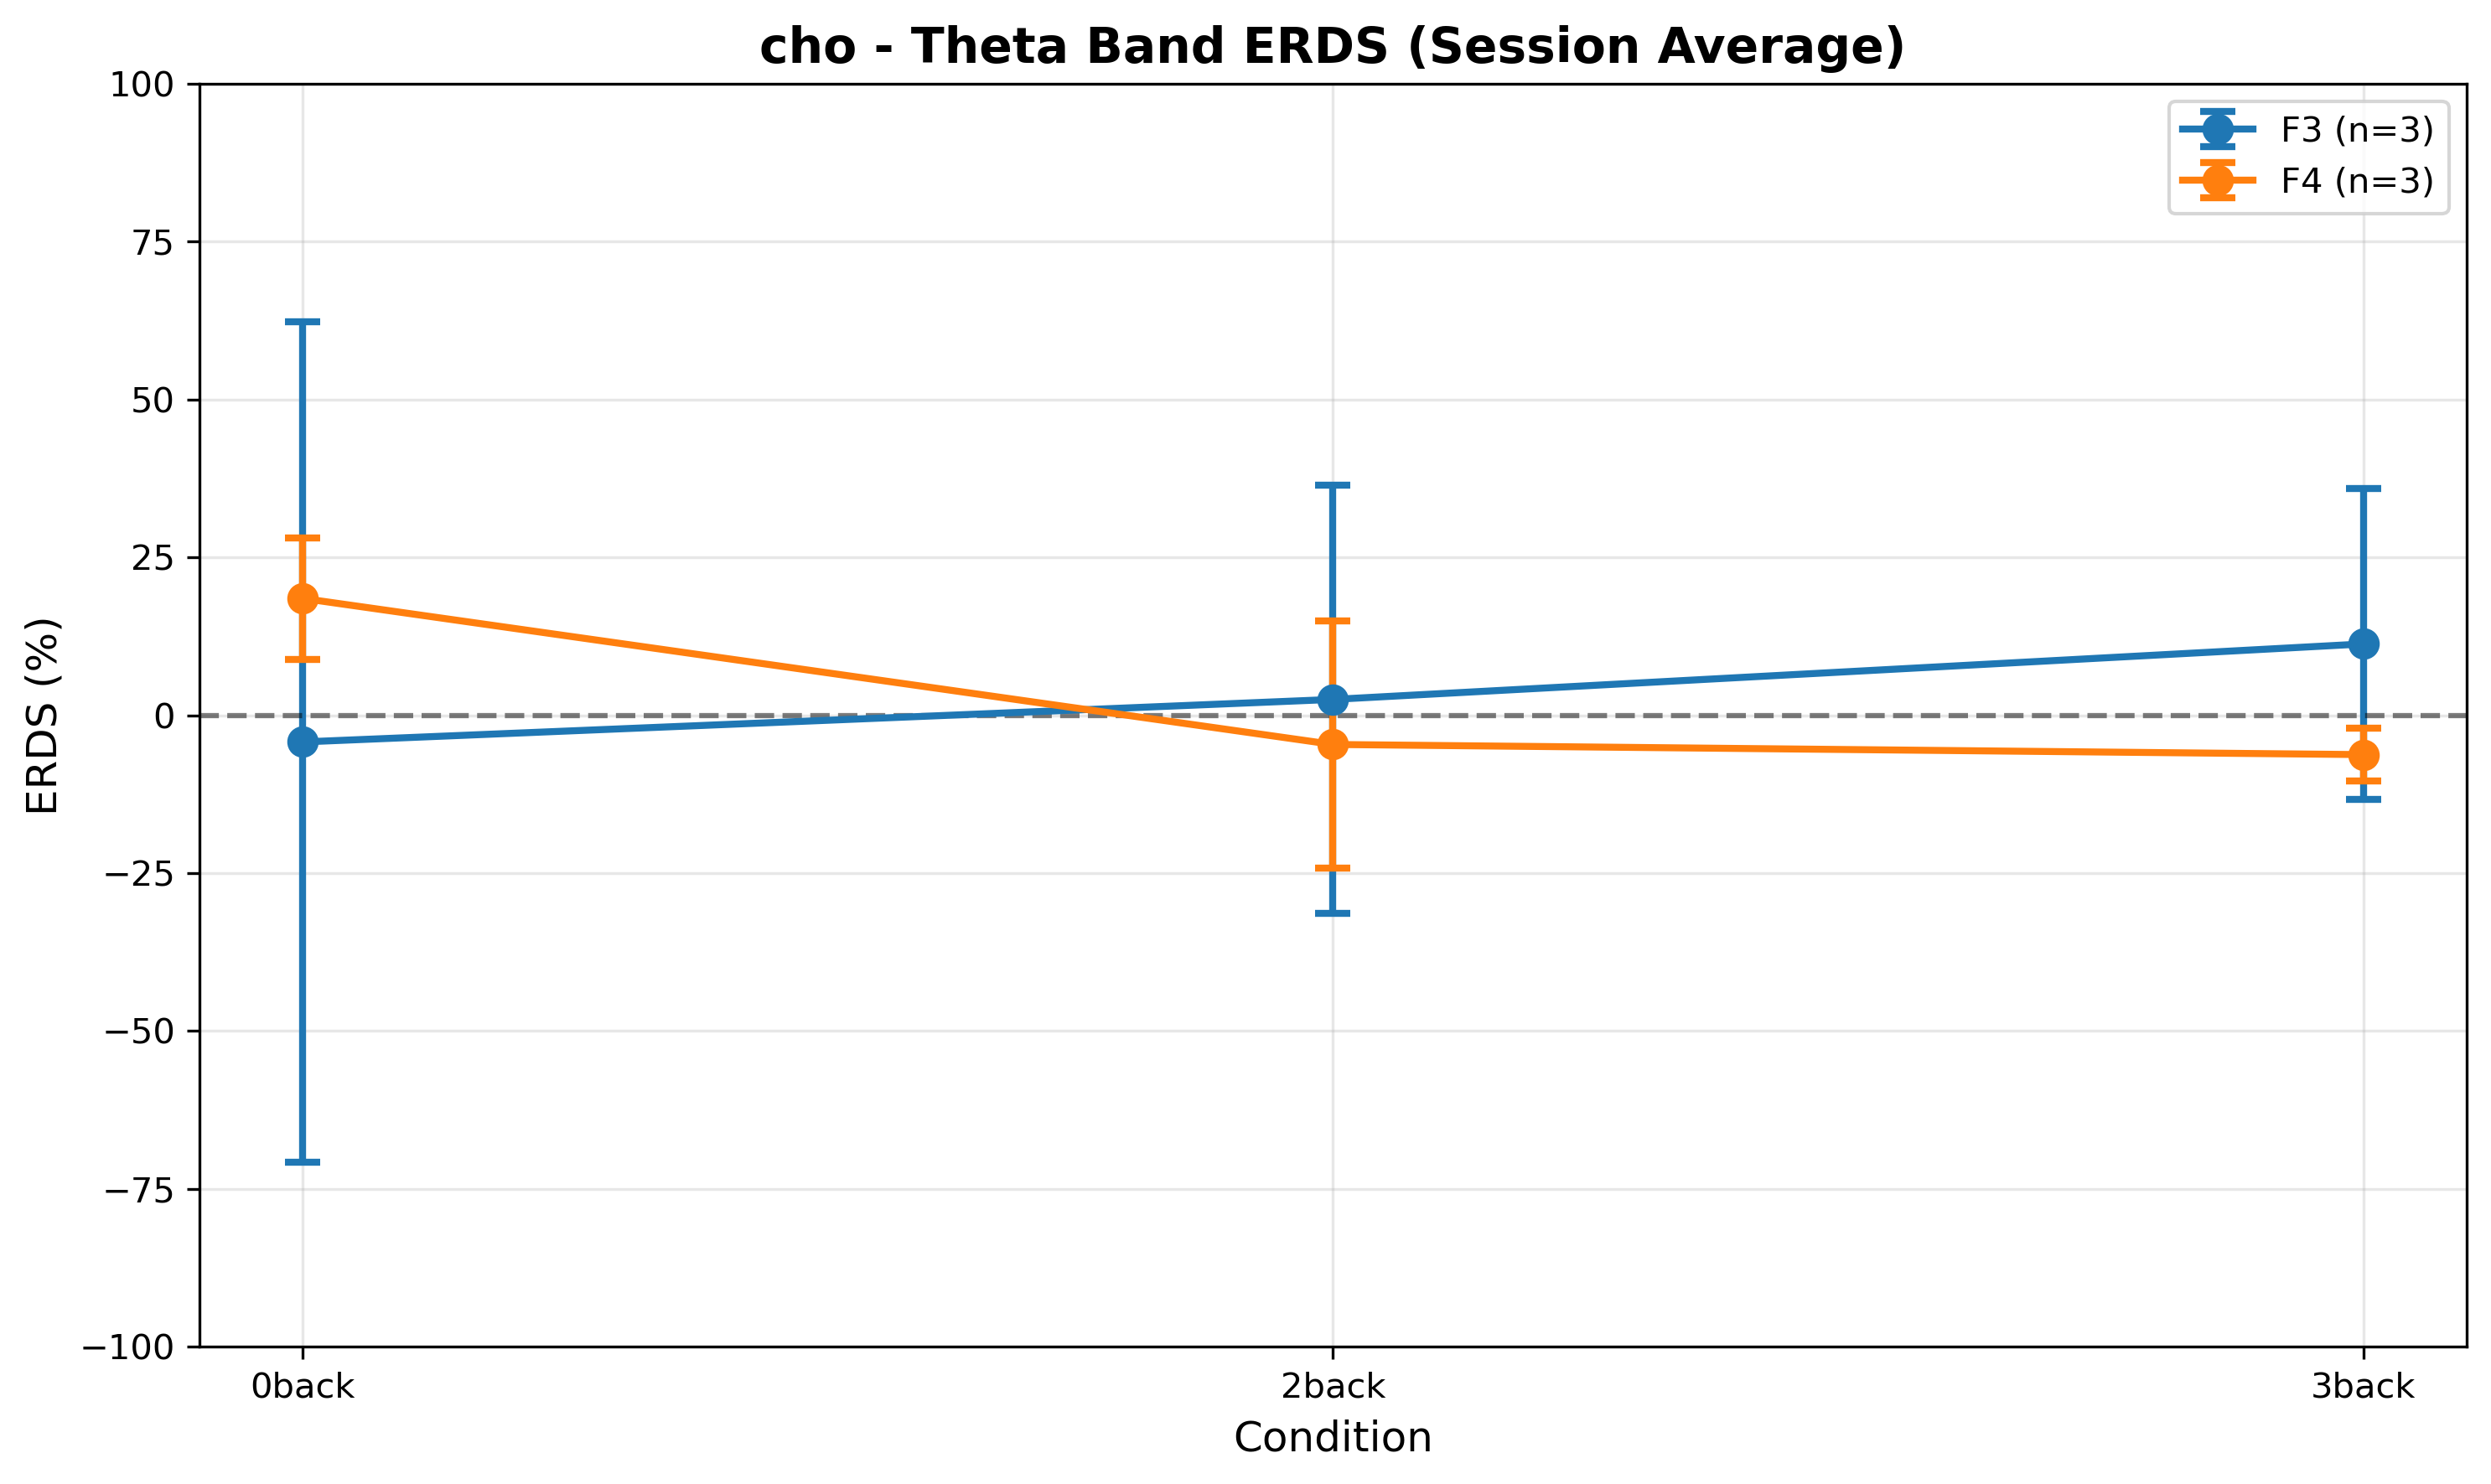 cho - Theta Band ERDS (Session Average)
100
75
50
25
0
−25
−50
−75
−100
ERDS (%)
F3 (n=3)
F4 (n=3)
0back
2back
3back
Condition